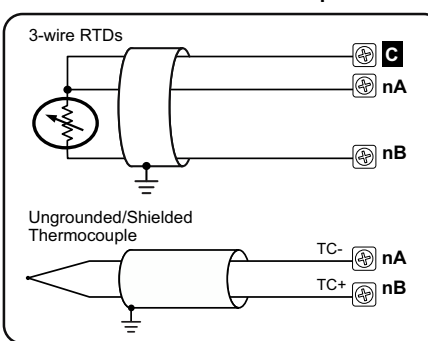 3-wire RTDs
C
nA
nB
Ungrounded/Shielded
Thermocouple
TC- nA
TC+ nB